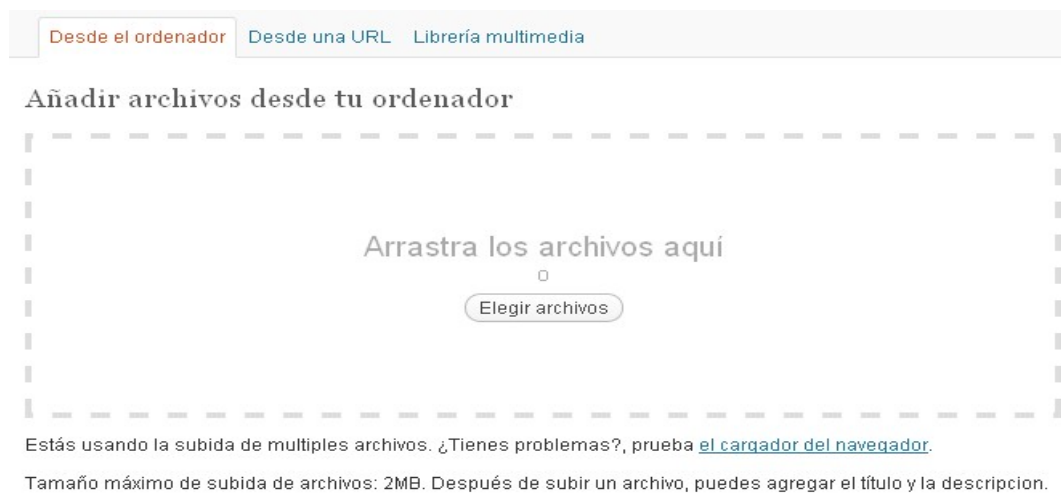 Desde el ordenador Desde una URL Librería multimedia
Añadir archivos desde tu ordenador
Arrastra los archivos aquí
o
Elegir archivos
Estás usando la subida de multiples archivos. ¿Tienes problemas?, prueba el cargador del navegador.
Tamaño máximo de subida de archivos: 2MB. Después de subir un archivo, puedes agregar el título y la descripcion.